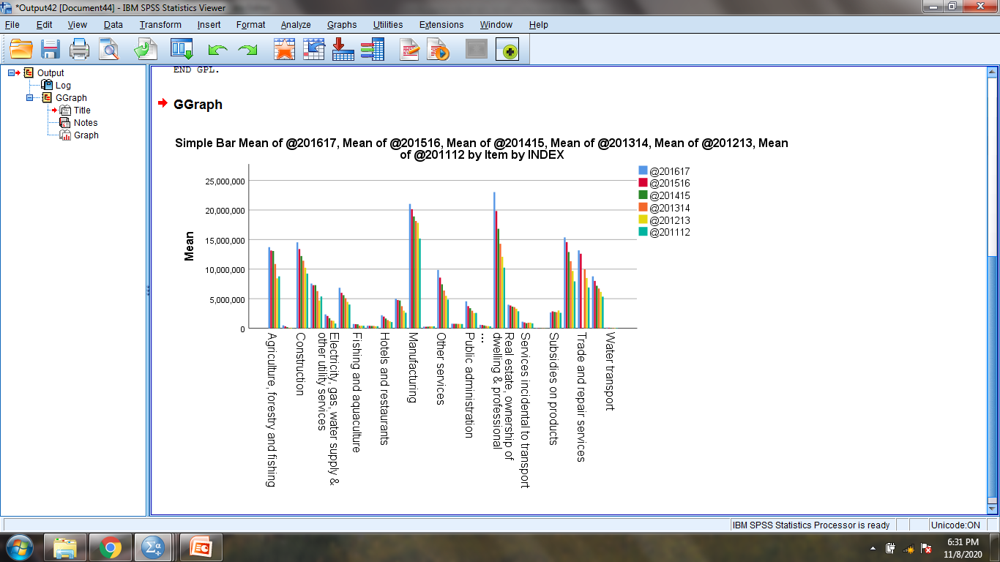 *Output42 [Document44] - IBM SPSS Statistics Viewer
File Edit View Data Transform Insert Format Analyze Graphs Utilities Extensions Window Help
Output
Log
GGraph
Title
Notes
Graph
END GPL.
GGraph
Simple Bar Mean of @201617, Mean of @201516, Mean of @201415, Mean of @201314, Mean of @201213, Mean
of @201112 by Item by INDEX
Mean
25,000,000
20,000,000
15,000,000
10,000,000
5,000,000
0
@201617
@201516
@201415
@201314
@201213
@201112
Agriculture, forestry and fishing
Construction
Electricity, gas, water supply &
other utility services
Fishing and aquaculture
Hotels and restaurants
Manufacturing
Other services
Public administration
...
Real estate, ownership of
dwelling & professional
Services incidental to transport
Subsidies on products
Trade and repair services
Water transport
IBM SPSS Statistics Processor is ready
Unicode:ON
6:31 PM
11/8/2020